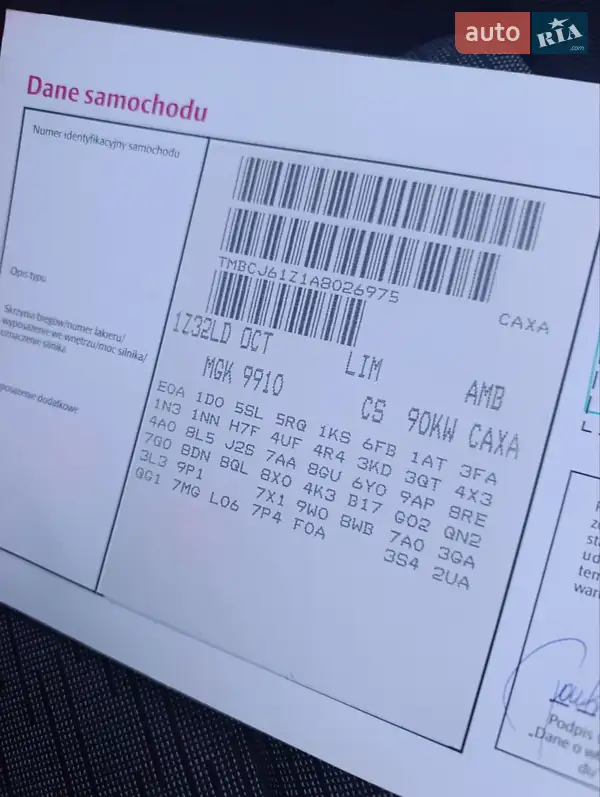 auto RIA .com
Dane samochodu
Numer identyfikacyjny samochodu
TMBCJ61Z1A8026975
CAXA
Opis typu
1Z32LD OCT LIM AMB
Skrzynia biegów/numer lakieru/
wyposażenie we wnętrzu/moc silnika/
oznaczenie silnika
MGK 9910 CS 90KW CAXA
wyposażenie dodatkowe
E0A 1D0 5SL 5RQ 1KS 6FB 1AT 3FA
1N3 1NN H7F 4UF 4R4 3KD 3QT 4X3
4A0 8L5 J2S 7AA 8GU 6Y0 9AP 8RE
7G0 8DN 8QL 8X0 4K3 B17 G02 QN2
3L3 9P1 7X1 9W0 8WB 7A0 3GA
QG1 7MG L06 7P4 F0A 3S4 2UA
Podpis
„Dane o
du